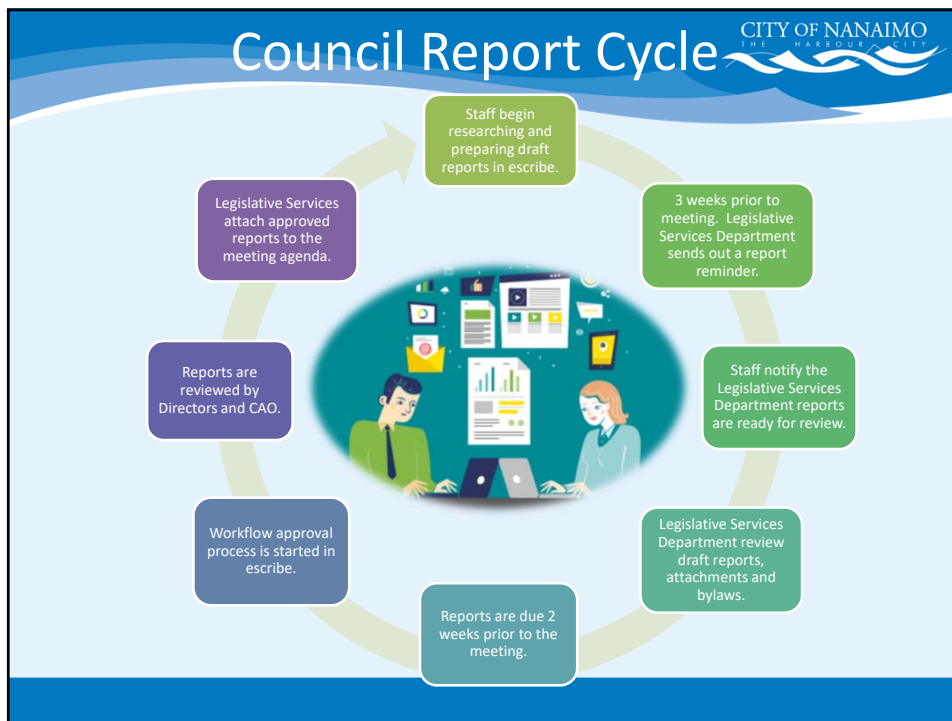 Council Report Cycle
CITY OF NANAIMO
THE HARBOUR CITY
Staff begin
researching and
preparing draft
reports in escribe.
3 weeks prior to
meeting.  Legislative
Services Department
sends out a report
reminder.
Staff notify the
Legislative Services
Department reports
are ready for review.
Legislative Services
Department review
draft reports,
attachments and
bylaws.
Reports are due 2
weeks prior to the
meeting.
Workflow approval
process is started in
escribe.
Reports are
reviewed by
Directors and CAO.
Legislative Services
attach approved
reports to the
meeting agenda.